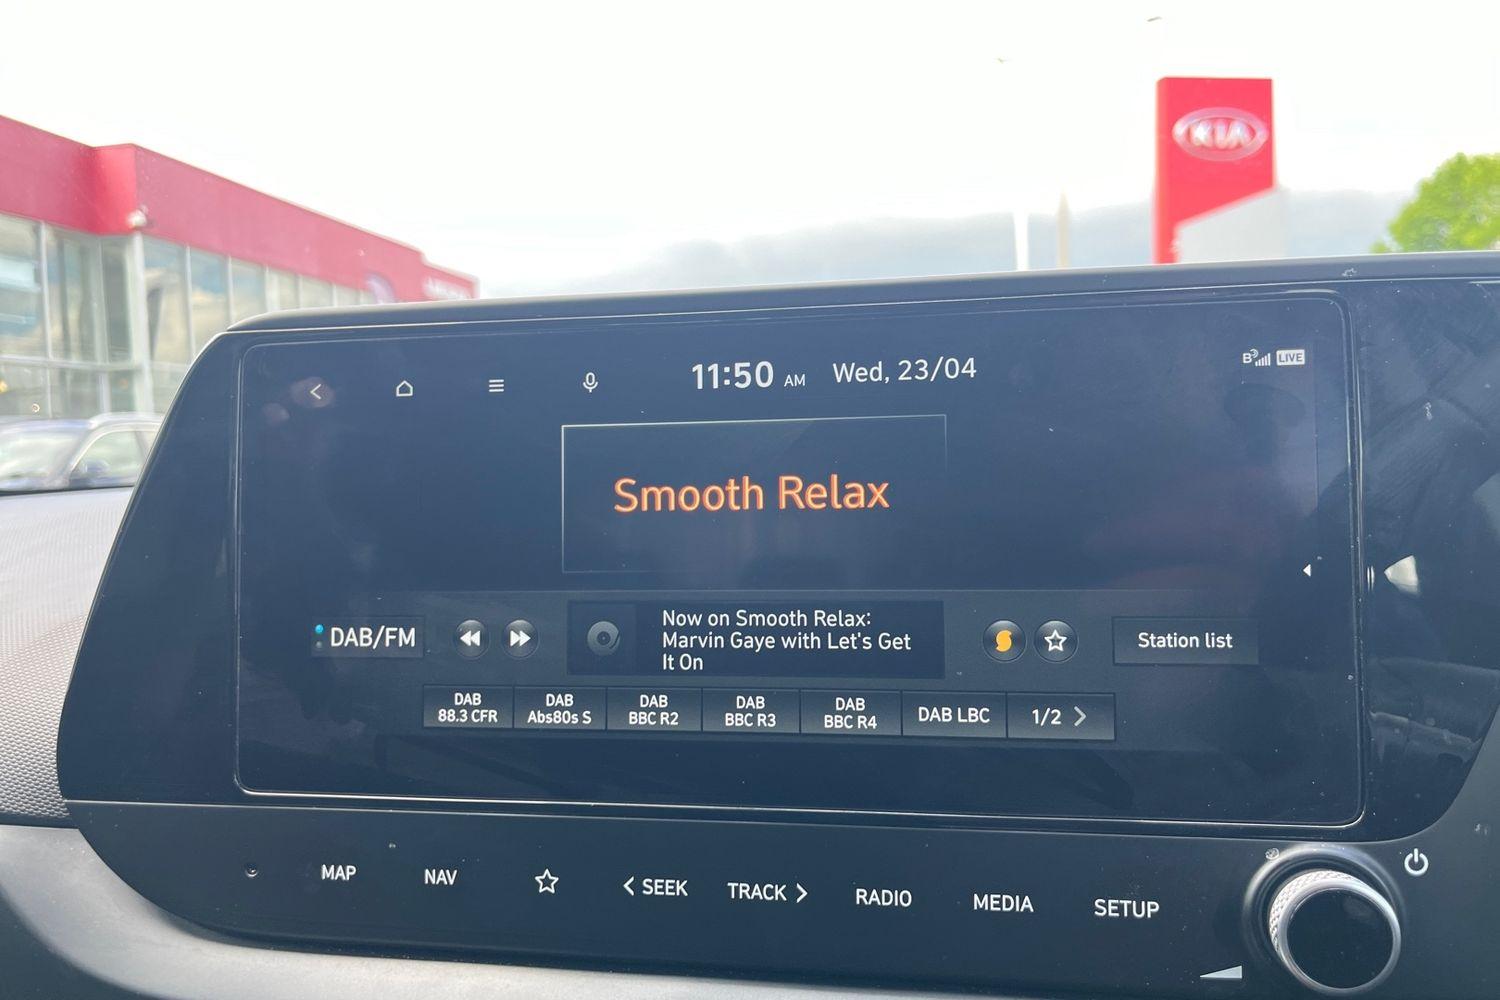 KIA
11:50 AM Wed, 23/04
LIVE
Smooth Relax
DAB/FM
Now on Smooth Relax:
Marvin Gaye with Let's Get
It On
Station list
DAB
88.3 CFR
DAB
Abs80s S
DAB
BBC R2
DAB
BBC R3
DAB
BBC R4
DAB LBC
1/2 >
MAP
NAV
< SEEK
TRACK >
RADIO
MEDIA
SETUP